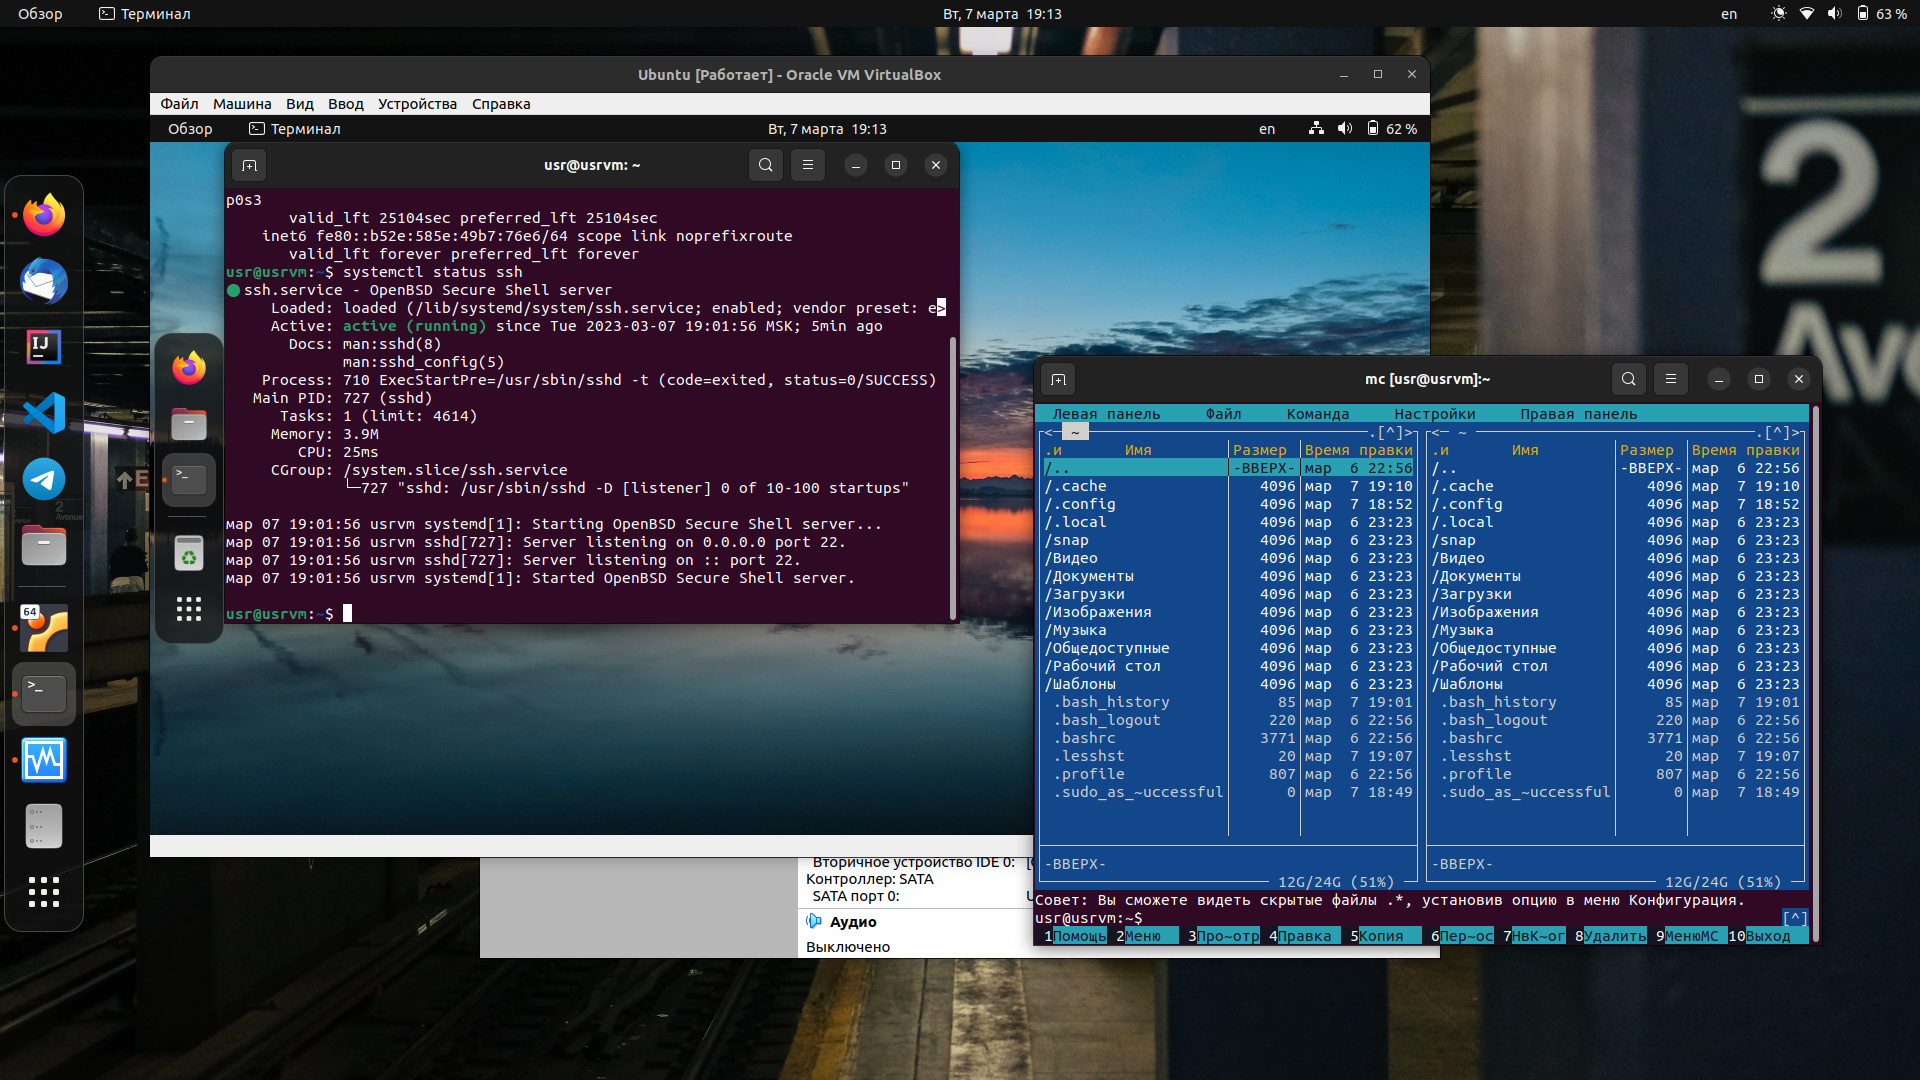 Обзор Терминал Вт, 7 марта 19:13 en 63 %
Ubuntu [Работает] - Oracle VM VirtualBox
Файл Машина Вид Ввод Устройства Справка
Обзор Терминал Вт, 7 марта 19:13 en 62 %
usr@usrvm: ~
p0s3
valid_lft 25104sec preferred_lft 25104sec
inet6 fe80::b52e:585e:49b7:76e6/64 scope link noprefixroute
valid_lft forever preferred_lft forever
usr@usrvm:~$ systemctl status ssh
ssh.service - OpenBSD Secure Shell server
Loaded: loaded (/lib/systemd/system/ssh.service; enabled; vendor preset: e>
Active: active (running) since Tue 2023-03-07 19:01:56 MSK; 5min ago
Docs: man:sshd(8)
man:sshd_config(5)
Process: 710 ExecStartPre=/usr/sbin/sshd -t (code=exited, status=0/SUCCESS)
Main PID: 727 (sshd)
Tasks: 1 (limit: 4614)
Memory: 3.9M
CPU: 25ms
CGroup: /system.slice/ssh.service
└─727 "sshd: /usr/sbin/sshd -D [listener] 0 of 10-100 startups"
мар 07 19:01:56 usrvm systemd[1]: Starting OpenBSD Secure Shell server...
мар 07 19:01:56 usrvm sshd[727]: Server listening on 0.0.0.0 port 22.
мар 07 19:01:56 usrvm sshd[727]: Server listening on :: port 22.
мар 07 19:01:56 usrvm systemd[1]: Started OpenBSD Secure Shell server.
usr@usrvm:~$
mc [usr@usrvm]:~
Левая панель Файл Команда Настройки Правая панель
<─ ~ .[^]> <─ ~ .[^]>
.и Имя Размер Время правки .и Имя Размер Время правки
/.. -ВВЕРХ- мар 6 22:56 /.. -ВВЕРХ- мар 6 22:56
/.cache 4096 мар 7 19:10 /.cache 4096 мар 7 19:10
/.config 4096 мар 7 18:52 /.config 4096 мар 7 18:52
/.local 4096 мар 6 23:23 /.local 4096 мар 6 23:23
/snap 4096 мар 6 23:23 /snap 4096 мар 6 23:23
/Видео 4096 мар 6 23:23 /Видео 4096 мар 6 23:23
/Документы 4096 мар 6 23:23 /Документы 4096 мар 6 23:23
/Загрузки 4096 мар 6 23:23 /Загрузки 4096 мар 6 23:23
/Изображения 4096 мар 6 23:23 /Изображения 4096 мар 6 23:23
/Музыка 4096 мар 6 23:23 /Музыка 4096 мар 6 23:23
/Общедоступные 4096 мар 6 23:23 /Общедоступные 4096 мар 6 23:23
/Рабочий стол 4096 мар 6 23:23 /Рабочий стол 4096 мар 6 23:23
/Шаблоны 4096 мар 6 23:23 /Шаблоны 4096 мар 6 23:23
.bash_history 85 мар 7 19:01 .bash_history 85 мар 7 19:01
.bash_logout 220 мар 6 22:56 .bash_logout 220 мар 6 22:56
.bashrc 3771 мар 6 22:56 .bashrc 3771 мар 6 22:56
.lesshst 20 мар 7 19:07 .lesshst 20 мар 7 19:07
.profile 807 мар 6 22:56 .profile 807 мар 6 22:56
.sudo_as_~uccessful 0 мар 7 18:49 .sudo_as_~uccessful 0 мар 7 18:49
-ВВЕРХ- -ВВЕРХ-
12G/24G (51%) 12G/24G (51%)
Совет: Вы сможете видеть скрытые файлы .*, установив опцию в меню Конфигурация.
usr@usrvm:~$ [^]
1Помощь 2Меню 3Про~отр 4Правка 5Копия 6Пер~ос 7НвК~ог 8Удалить 9МенюMC 10Выход
Вторичное устройство IDE 0:
Контроллер: SATA
SATA порт 0:
Аудио
Выключено
IJ
64
2
Avenue
2
Ave
E